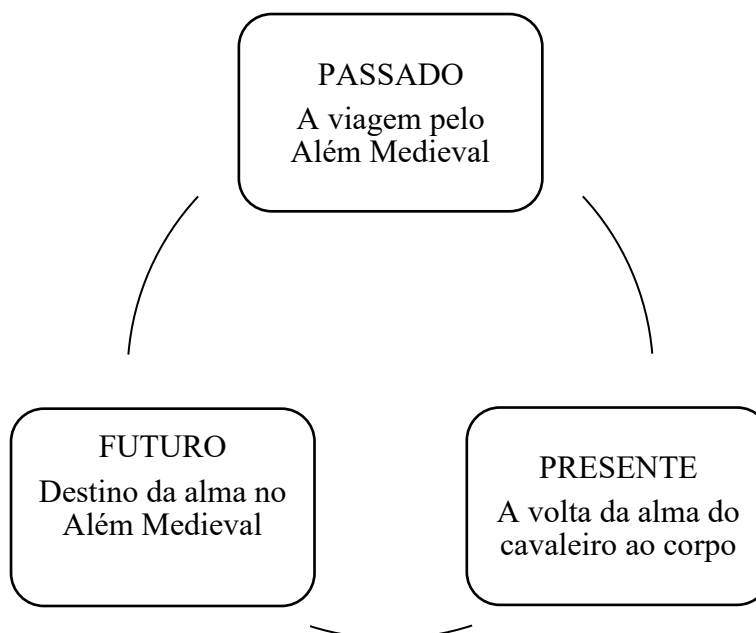 PASSADO
A viagem pelo
Além Medieval
FUTURO
Destino da alma no
Além Medieval
PRESENTE
A volta da alma do
cavaleiro ao corpo